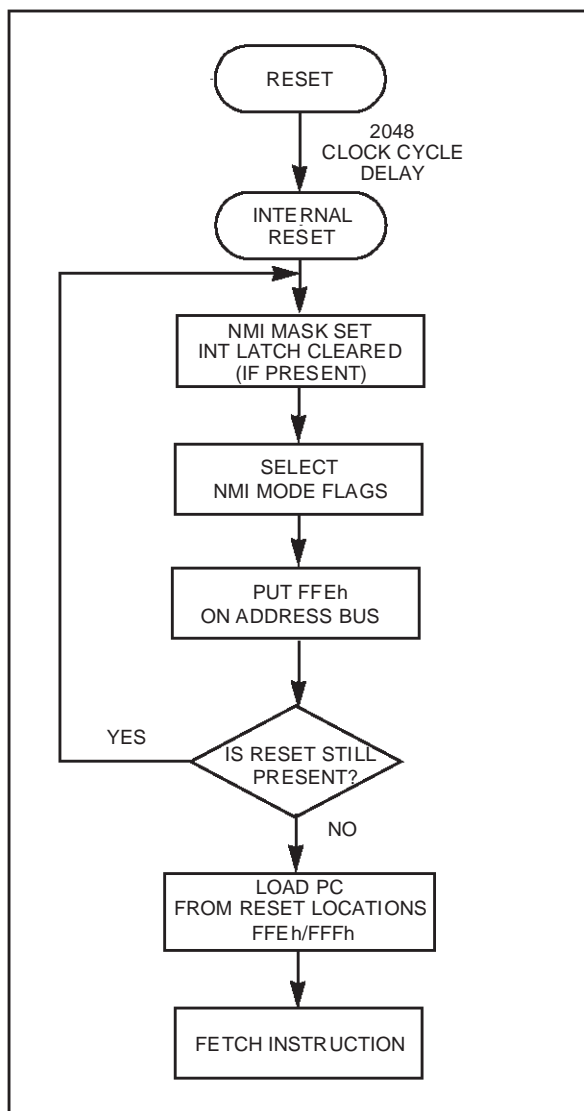 RESET
2048
CLOCK CYCLE
DELAY
INTERNAL
RESET
NMI MASK SET
INT LATCH CLEARED
(IF PRESENT)
SELECT
NMI MODE FLAGS
PUT FFEh
ON ADDRESS BUS
YES
IS RESET STILL
PRESENT?
NO
LOAD PC
FROM RESET LOCATIONS
FFEh/FFFh
FETCH INSTRUCTION